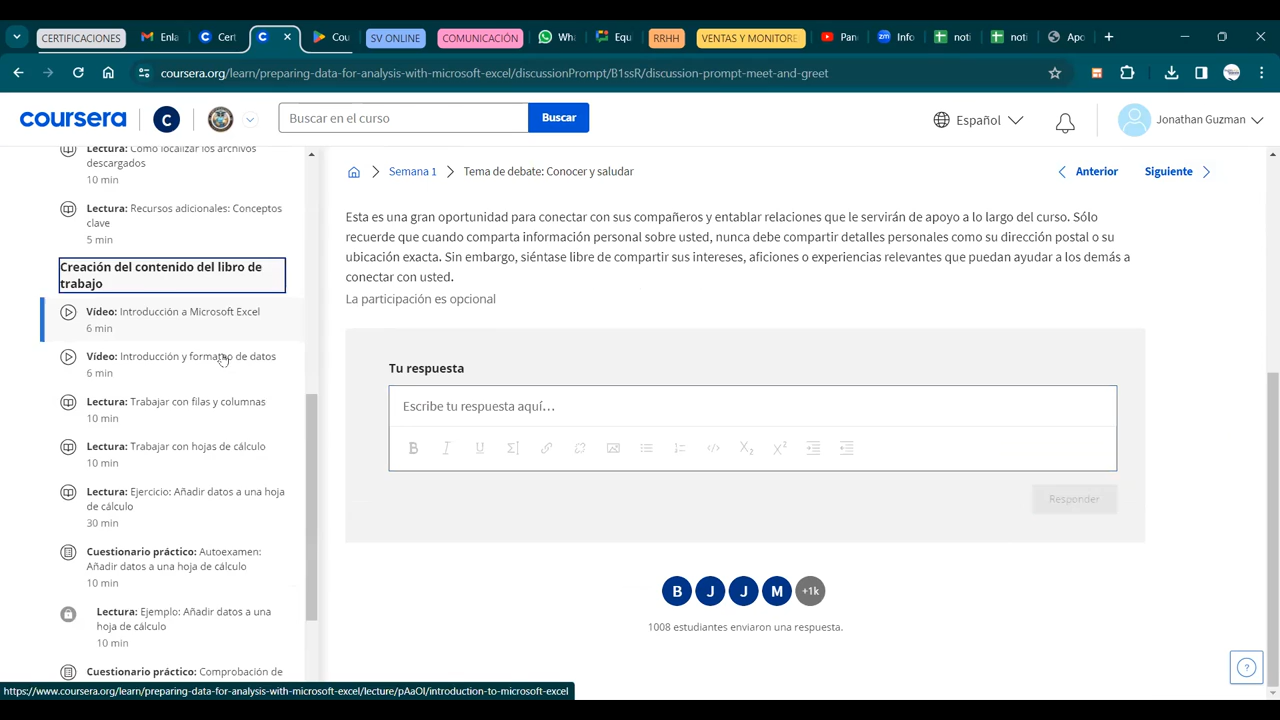 CERTIFICACIONES
Enla
Cert
Cou
SV ONLINE
COMUNICACIÓN
Wha
Equ
RRHH
VENTAS Y MONITORE
Pan
Info
noti
noti
Apo
coursera.org/learn/preparing-data-for-analysis-with-microsoft-excel/discussionPrompt/B1ssR/discussion-prompt-meet-and-greet
coursera
C
Buscar en el curso
Buscar
Español
Jonathan Guzman
Lectura: Cómo localizar los archivos
descargados
10 min
Lectura: Recursos adicionales: Conceptos
clave
5 min
Creación del contenido del libro de
trabajo
Vídeo: Introducción a Microsoft Excel
6 min
Vídeo: Introducción y formateo de datos
6 min
Lectura: Trabajar con filas y columnas
10 min
Lectura: Trabajar con hojas de cálculo
10 min
Lectura: Ejercicio: Añadir datos a una hoja
de cálculo
30 min
Cuestionario práctico: Autoexamen:
Añadir datos a una hoja de cálculo
10 min
Lectura: Ejemplo: Añadir datos a una
hoja de cálculo
10 min
Cuestionario práctico: Comprobación de
Semana 1
Tema de debate: Conocer y saludar
Anterior
Siguiente
Esta es una gran oportunidad para conectar con sus compañeros y entablar relaciones que le servirán de apoyo a lo largo del curso. Sólo
recuerde que cuando comparta información personal sobre usted, nunca debe compartir detalles personales como su dirección postal o su
ubicación exacta. Sin embargo, siéntase libre de compartir sus intereses, aficiones o experiencias relevantes que puedan ayudar a los demás a
conectar con usted.
La participación es opcional
Tu respuesta
Escribe tu respuesta aquí…
Responder
B J J M +1k
1008 estudiantes enviaron una respuesta.
https://www.coursera.org/learn/preparing-data-for-analysis-with-microsoft-excel/lecture/pAaOI/introduction-to-microsoft-excel